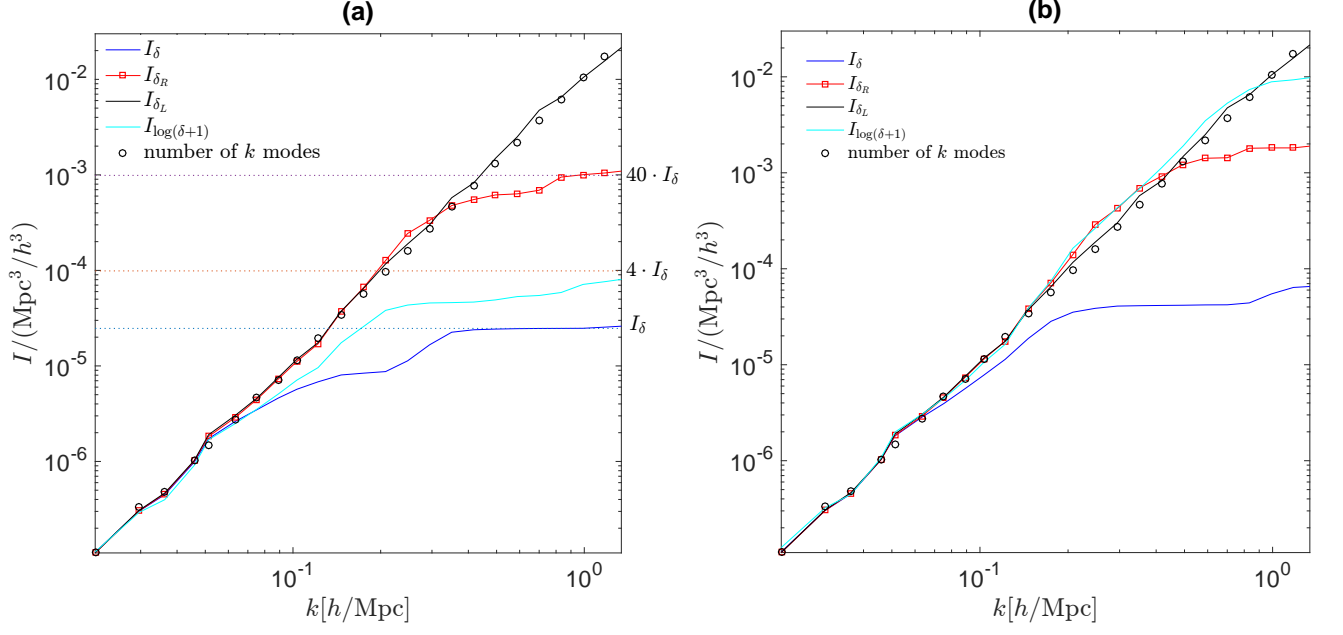 (a)
I_δ
I_{δ_R}
I_{δ_L}
I_{log(δ+1)}
number of k modes
10^{-2}
10^{-3}
10^{-4}
10^{-5}
10^{-6}
I/(Mpc^3/h^3)
40 · I_δ
4 · I_δ
I_δ
10^{-1}
10^0
k[h/Mpc]
(b)
I_δ
I_{δ_R}
I_{δ_L}
I_{log(δ+1)}
number of k modes
10^{-2}
10^{-3}
10^{-4}
10^{-5}
10^{-6}
I/(Mpc^3/h^3)
10^{-1}
10^0
k[h/Mpc]